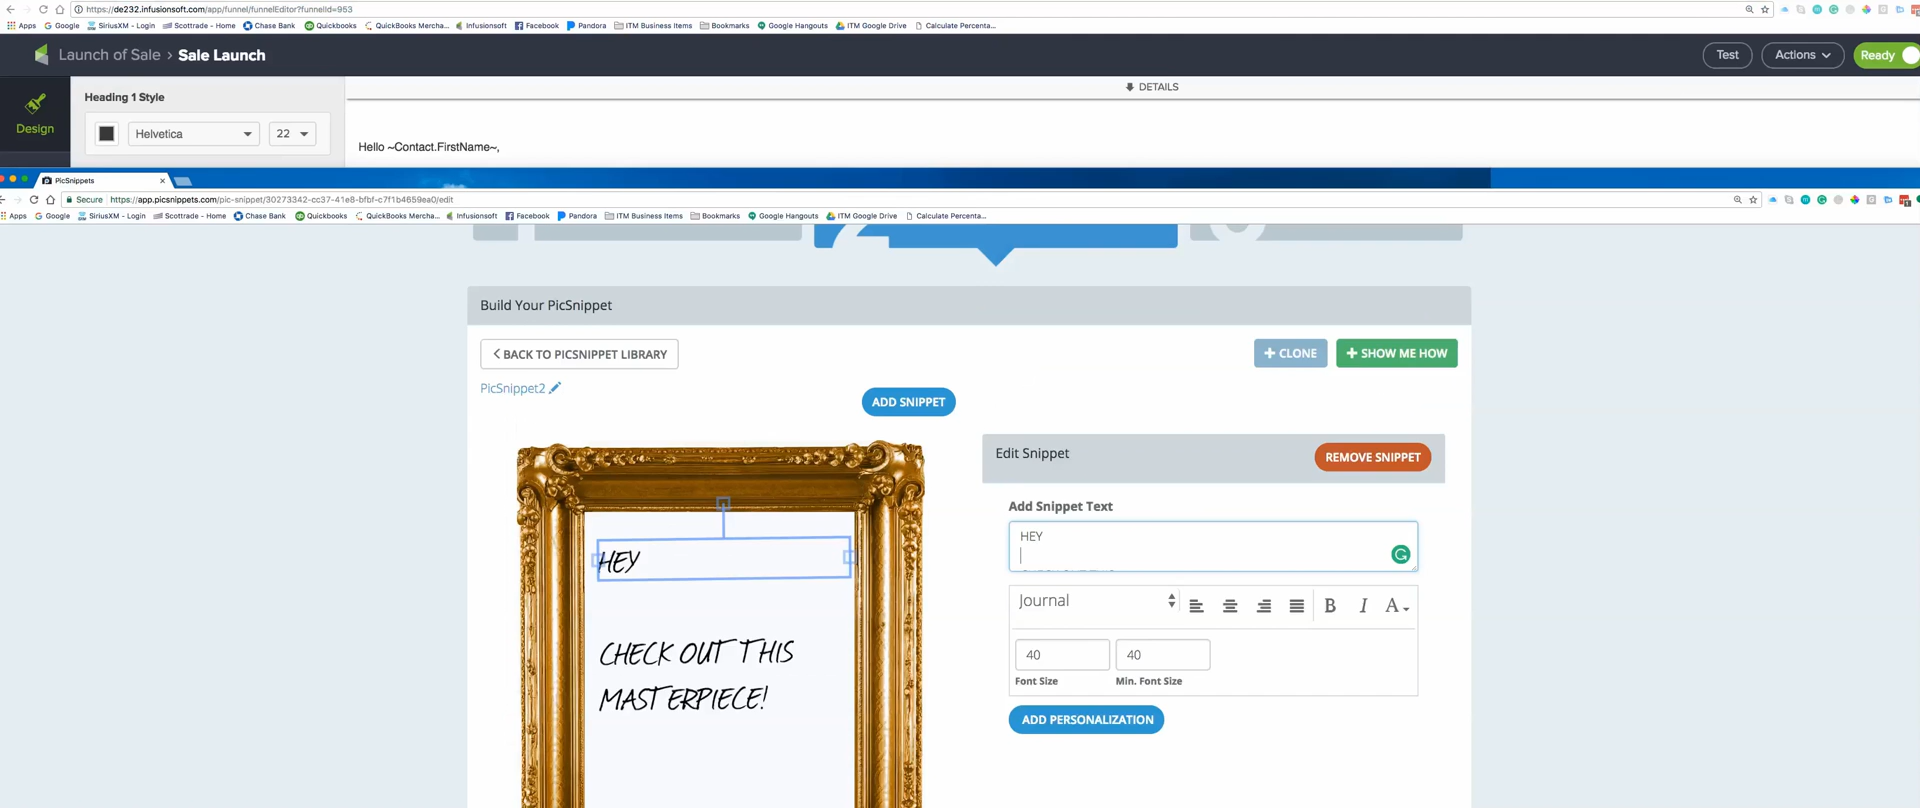 https://de232.infusionsoft.com/app/funnel/funnelEditor?funnelId=953
Apps Google SiriusXM - Login Scottrade - Home Chase Bank Quickbooks QuickBooks Mercha... Infusionsoft Facebook Pandora ITM Business Items Bookmarks Google Hangouts ITM Google Drive Calculate Percenta...
Launch of Sale > Sale Launch
Test Actions Ready
Design
Heading 1 Style
Helvetica 22
DETAILS
Hello ~Contact.FirstName~,
PicSnippets
Secure https://app.picsnippets.com/pic-snippet/30273342-cc37-41e8-bfbf-c7f1b4659ea0/edit
Apps Google SiriusXM - Login Scottrade - Home Chase Bank Quickbooks QuickBooks Mercha... Infusionsoft Facebook Pandora ITM Business Items Bookmarks Google Hangouts ITM Google Drive Calculate Percenta...
Build Your PicSnippet
< BACK TO PICSNIPPET LIBRARY
+ CLONE + SHOW ME HOW
PicSnippet2
ADD SNIPPET
Edit Snippet
REMOVE SNIPPET
Add Snippet Text
HEY
Journal
B I A
40 40
Font Size Min. Font Size
ADD PERSONALIZATION
HEY
CHECK OUT THIS
MASTERPIECE!